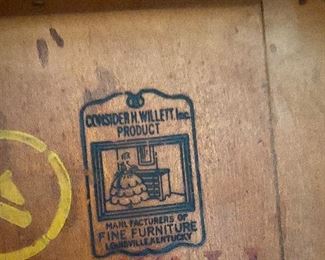 CONSIDER H. WILLETT, Inc.
PRODUCT
MANUFACTURERS OF
FINE FURNITURE
LOUISVILLE, KENTUCKY